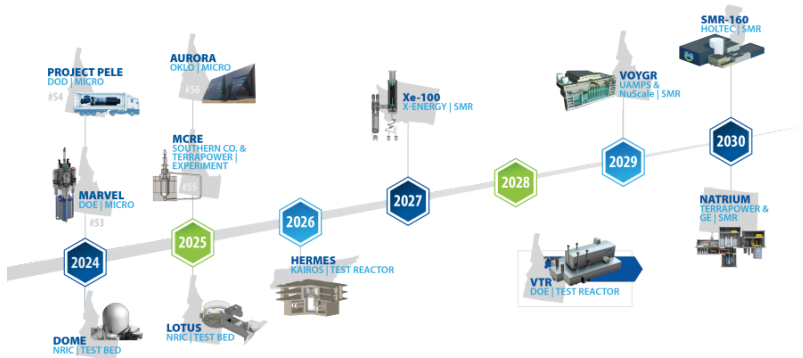 PROJECT PELE
DOD | MICRO
#54
MARVEL
DOE | MICRO
#53
2024
DOME
NRIC | TEST BED
AURORA
OKLO | MICRO
#56
MCRE
SOUTHERN CO. &
TERRAPOWER |
EXPERIMENT
#55
2025
LOTUS
NRIC | TEST BED
2026
HERMES
KAIROS | TEST REACTOR
Xe-100
X-ENERGY | SMR
2027
2028
VTR
DOE | TEST REACTOR
VOYGR
UAMPS &
NuScale | SMR
2029
SMR-160
HOLTEC | SMR
2030
NATRIUM
TERRAPOWER &
GE | SMR